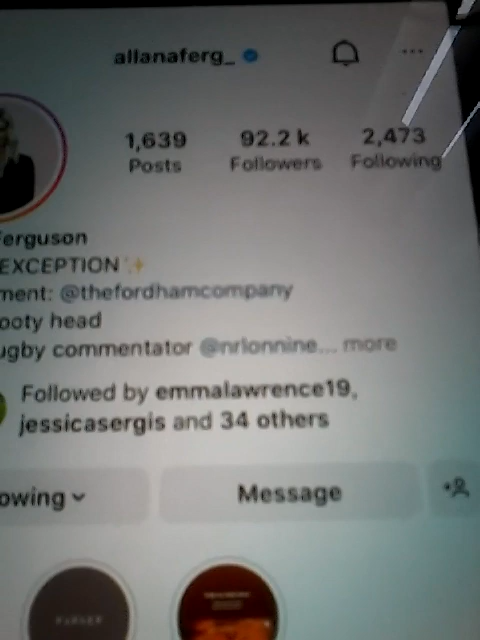 allanaferg_
1,639 92.2 k 2,473
Posts Followers Following
Ferguson
EXCEPTION ✨
ment: @thefordhamcompany
ooty head
ugby commentator @nrlonnine... more
Followed by emmalawrence19,
jessicasergis and 34 others
owing Message